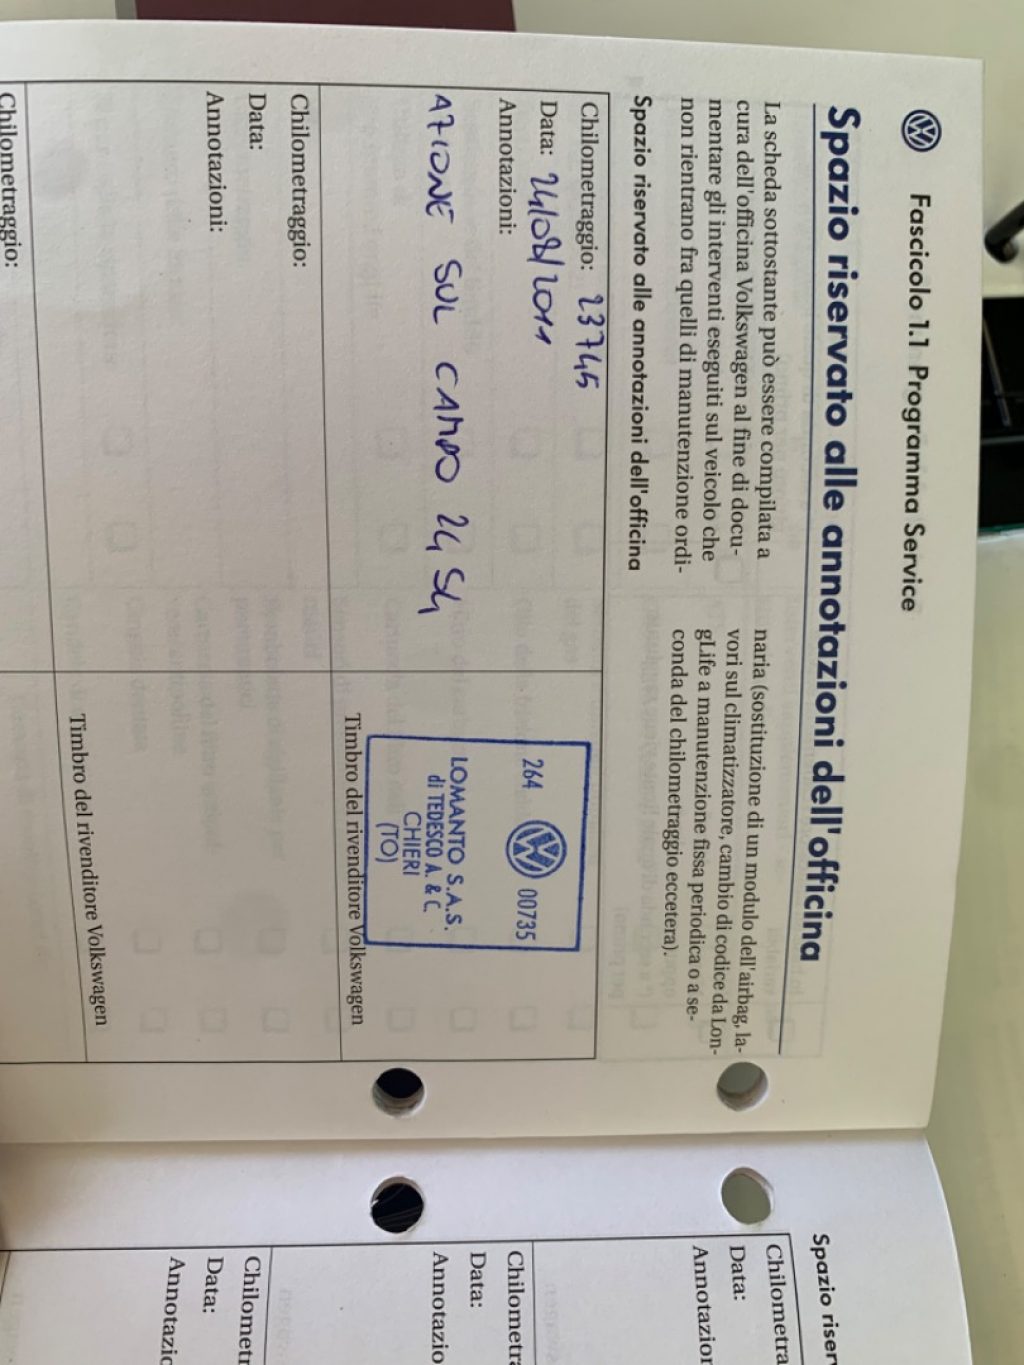 Fascicolo 1.1 Programma Service
Spazio riservato alle annotazioni dell'officina
La scheda sottostante può essere compilata a
cura dell'officina Volkswagen al fine di docu-
mentare gli interventi eseguiti sul veicolo che
non rientrano fra quelli di manutenzione ordi-
naria (sostituzione di un modulo dell'airbag, la-
vori sul climatizzatore, cambio di codice da Lon-
gLife a manutenzione fissa periodica o a se-
conda del chilometraggio eccetera).
Spazio riservato alle annotazioni dell'officina
Chilometraggio: 23745
Data: 24/08/2011
Annotazioni:
AZIONE SUL CAMPO 24 S4
264 00735
LOMANTO S.A.S.
di TEDESCO A. & C.
CHIERI
(TO)
Timbro del rivenditore Volkswagen
Chilometraggio:
Data:
Annotazioni:
Timbro del rivenditore Volkswagen
Chilometraggio:
Spazio riser
Chilometra
Data:
Annotazion
Chilometra
Data:
Annotazio
Chilometr
Data:
Annotazio